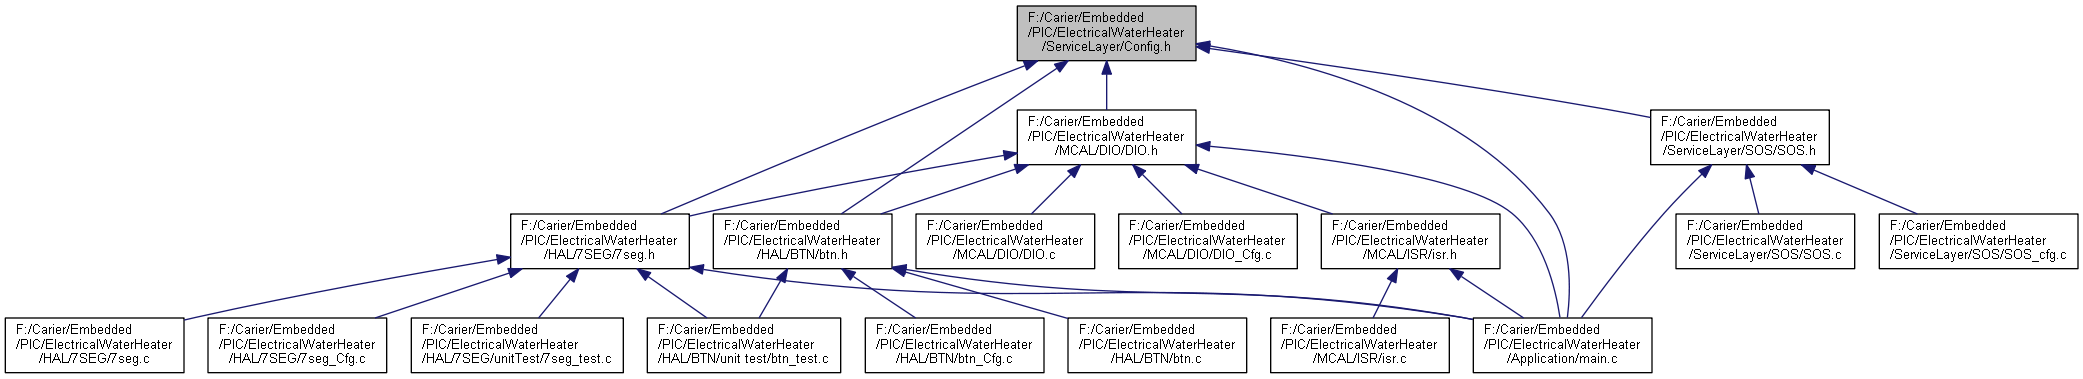 F:/Carier/Embedded
/PIC/ElectricalWaterHeater
/ServiceLayer/Config.h
F:/Carier/Embedded
/PIC/ElectricalWaterHeater
/MCAL/DIO/DIO.h
F:/Carier/Embedded
/PIC/ElectricalWaterHeater
/ServiceLayer/SOS/SOS.h
F:/Carier/Embedded
/PIC/ElectricalWaterHeater
/HAL/7SEG/7seg.h
F:/Carier/Embedded
/PIC/ElectricalWaterHeater
/HAL/BTN/btn.h
F:/Carier/Embedded
/PIC/ElectricalWaterHeater
/MCAL/DIO/DIO.c
F:/Carier/Embedded
/PIC/ElectricalWaterHeater
/MCAL/DIO/DIO_Cfg.c
F:/Carier/Embedded
/PIC/ElectricalWaterHeater
/MCAL/ISR/isr.h
F:/Carier/Embedded
/PIC/ElectricalWaterHeater
/ServiceLayer/SOS/SOS.c
F:/Carier/Embedded
/PIC/ElectricalWaterHeater
/ServiceLayer/SOS/SOS_cfg.c
F:/Carier/Embedded
/PIC/ElectricalWaterHeater
/HAL/7SEG/7seg.c
F:/Carier/Embedded
/PIC/ElectricalWaterHeater
/HAL/7SEG/7seg_Cfg.c
F:/Carier/Embedded
/PIC/ElectricalWaterHeater
/HAL/7SEG/unitTest/7seg_test.c
F:/Carier/Embedded
/PIC/ElectricalWaterHeater
/HAL/BTN/unit test/btn_test.c
F:/Carier/Embedded
/PIC/ElectricalWaterHeater
/HAL/BTN/btn_Cfg.c
F:/Carier/Embedded
/PIC/ElectricalWaterHeater
/HAL/BTN/btn.c
F:/Carier/Embedded
/PIC/ElectricalWaterHeater
/MCAL/ISR/isr.c
F:/Carier/Embedded
/PIC/ElectricalWaterHeater
/Application/main.c